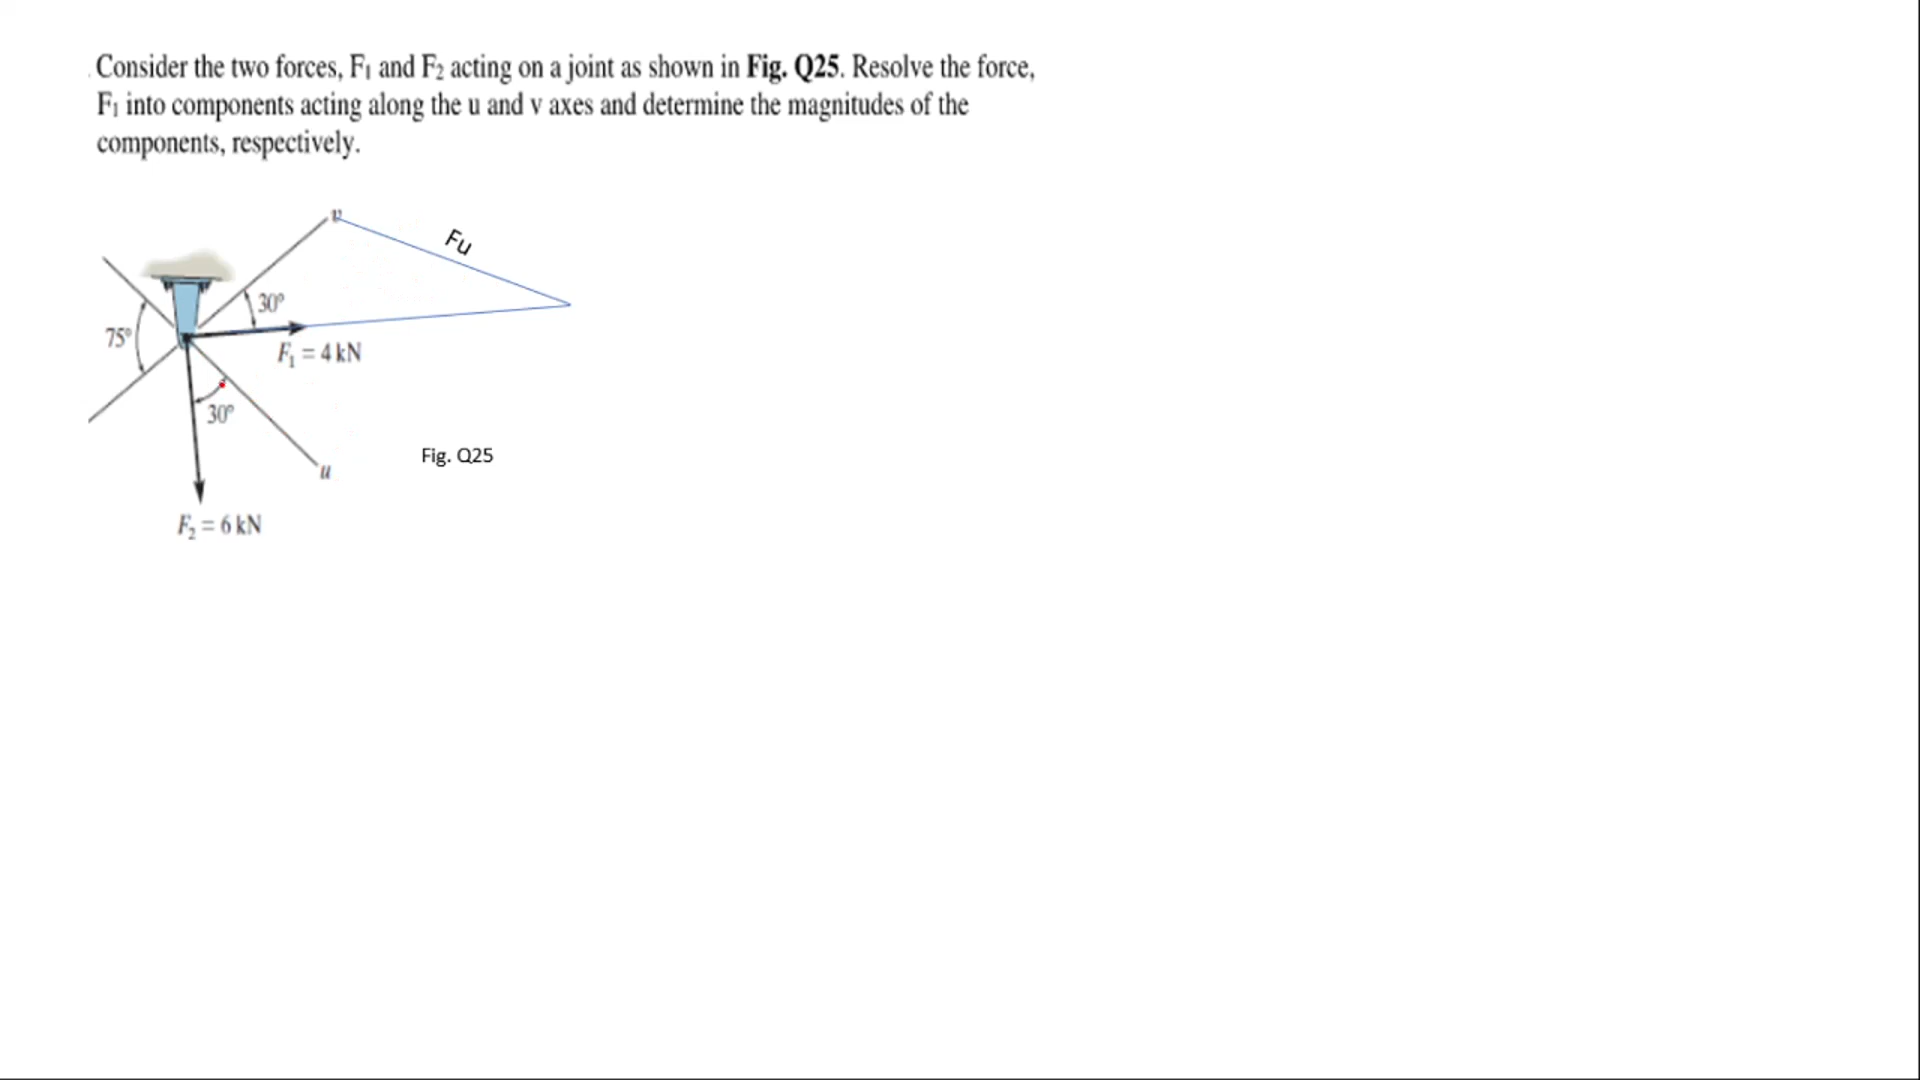 Consider the two forces, F₁ and F₂ acting on a joint as shown in Fig. Q25. Resolve the force,
F₁ into components acting along the u and v axes and determine the magnitudes of the
components, respectively.
v
Fu
30°
75°
F₁ = 4 kN
30°
Fig. Q25
u
F₂ = 6 kN